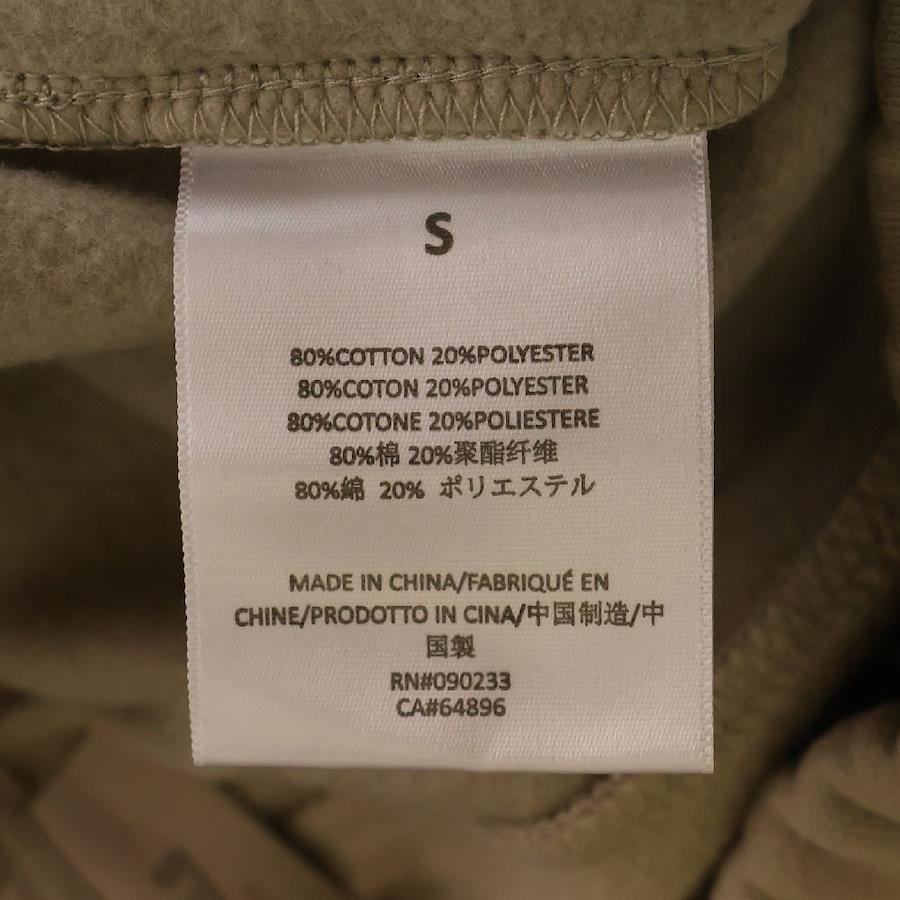 S
80%COTTON 20%POLYESTER
80%COTON 20%POLYESTER
80%COTONE 20%POLIESTERE
80%棉 20%聚酯纤维
80%綿 20% ポリエステル
MADE IN CHINA/FABRIQUÉ EN
CHINE/PRODOTTO IN CINA/中国制造/中
国製
RN#090233
CA#64896